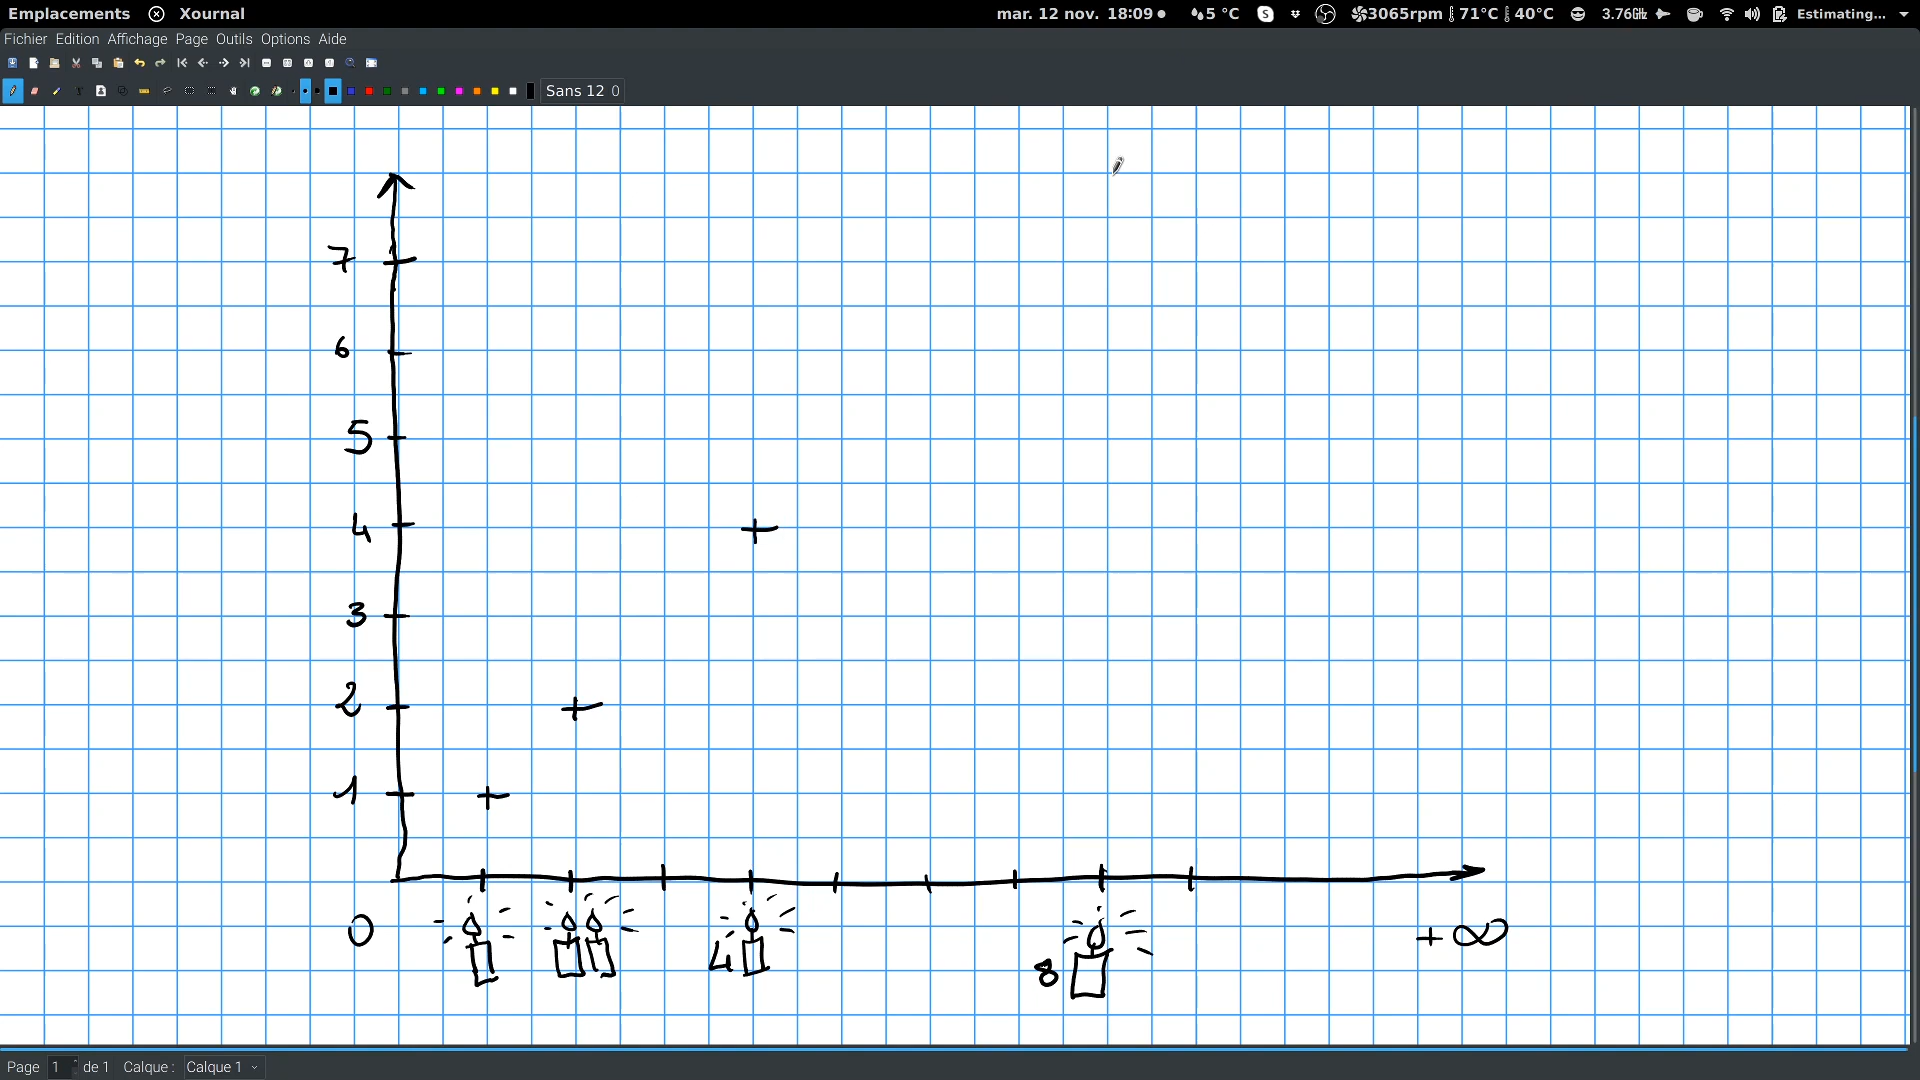 Emplacements Xournal mar. 12 nov. 18:09 5 °C S 3065rpm 71°C 40°C 3.76GHz Estimating...
Fichier Edition Affichage Page Outils Options Aide
Sans 12 0
7
6
5
4
3
2
1
0 4 8 +∞
Page 1 de 1 Calque : Calque 1